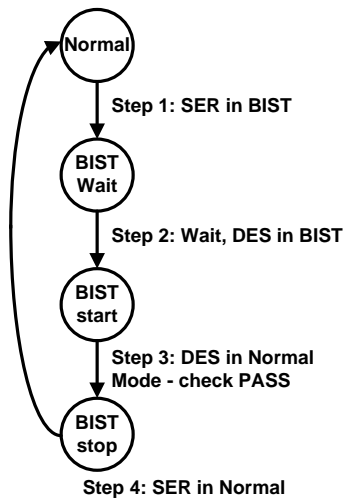 Normal
Step 1: SER in BIST
BIST
Wait
Step 2: Wait, DES in BIST
BIST
start
Step 3: DES in Normal
Mode - check PASS
BIST
stop
Step 4: SER in Normal